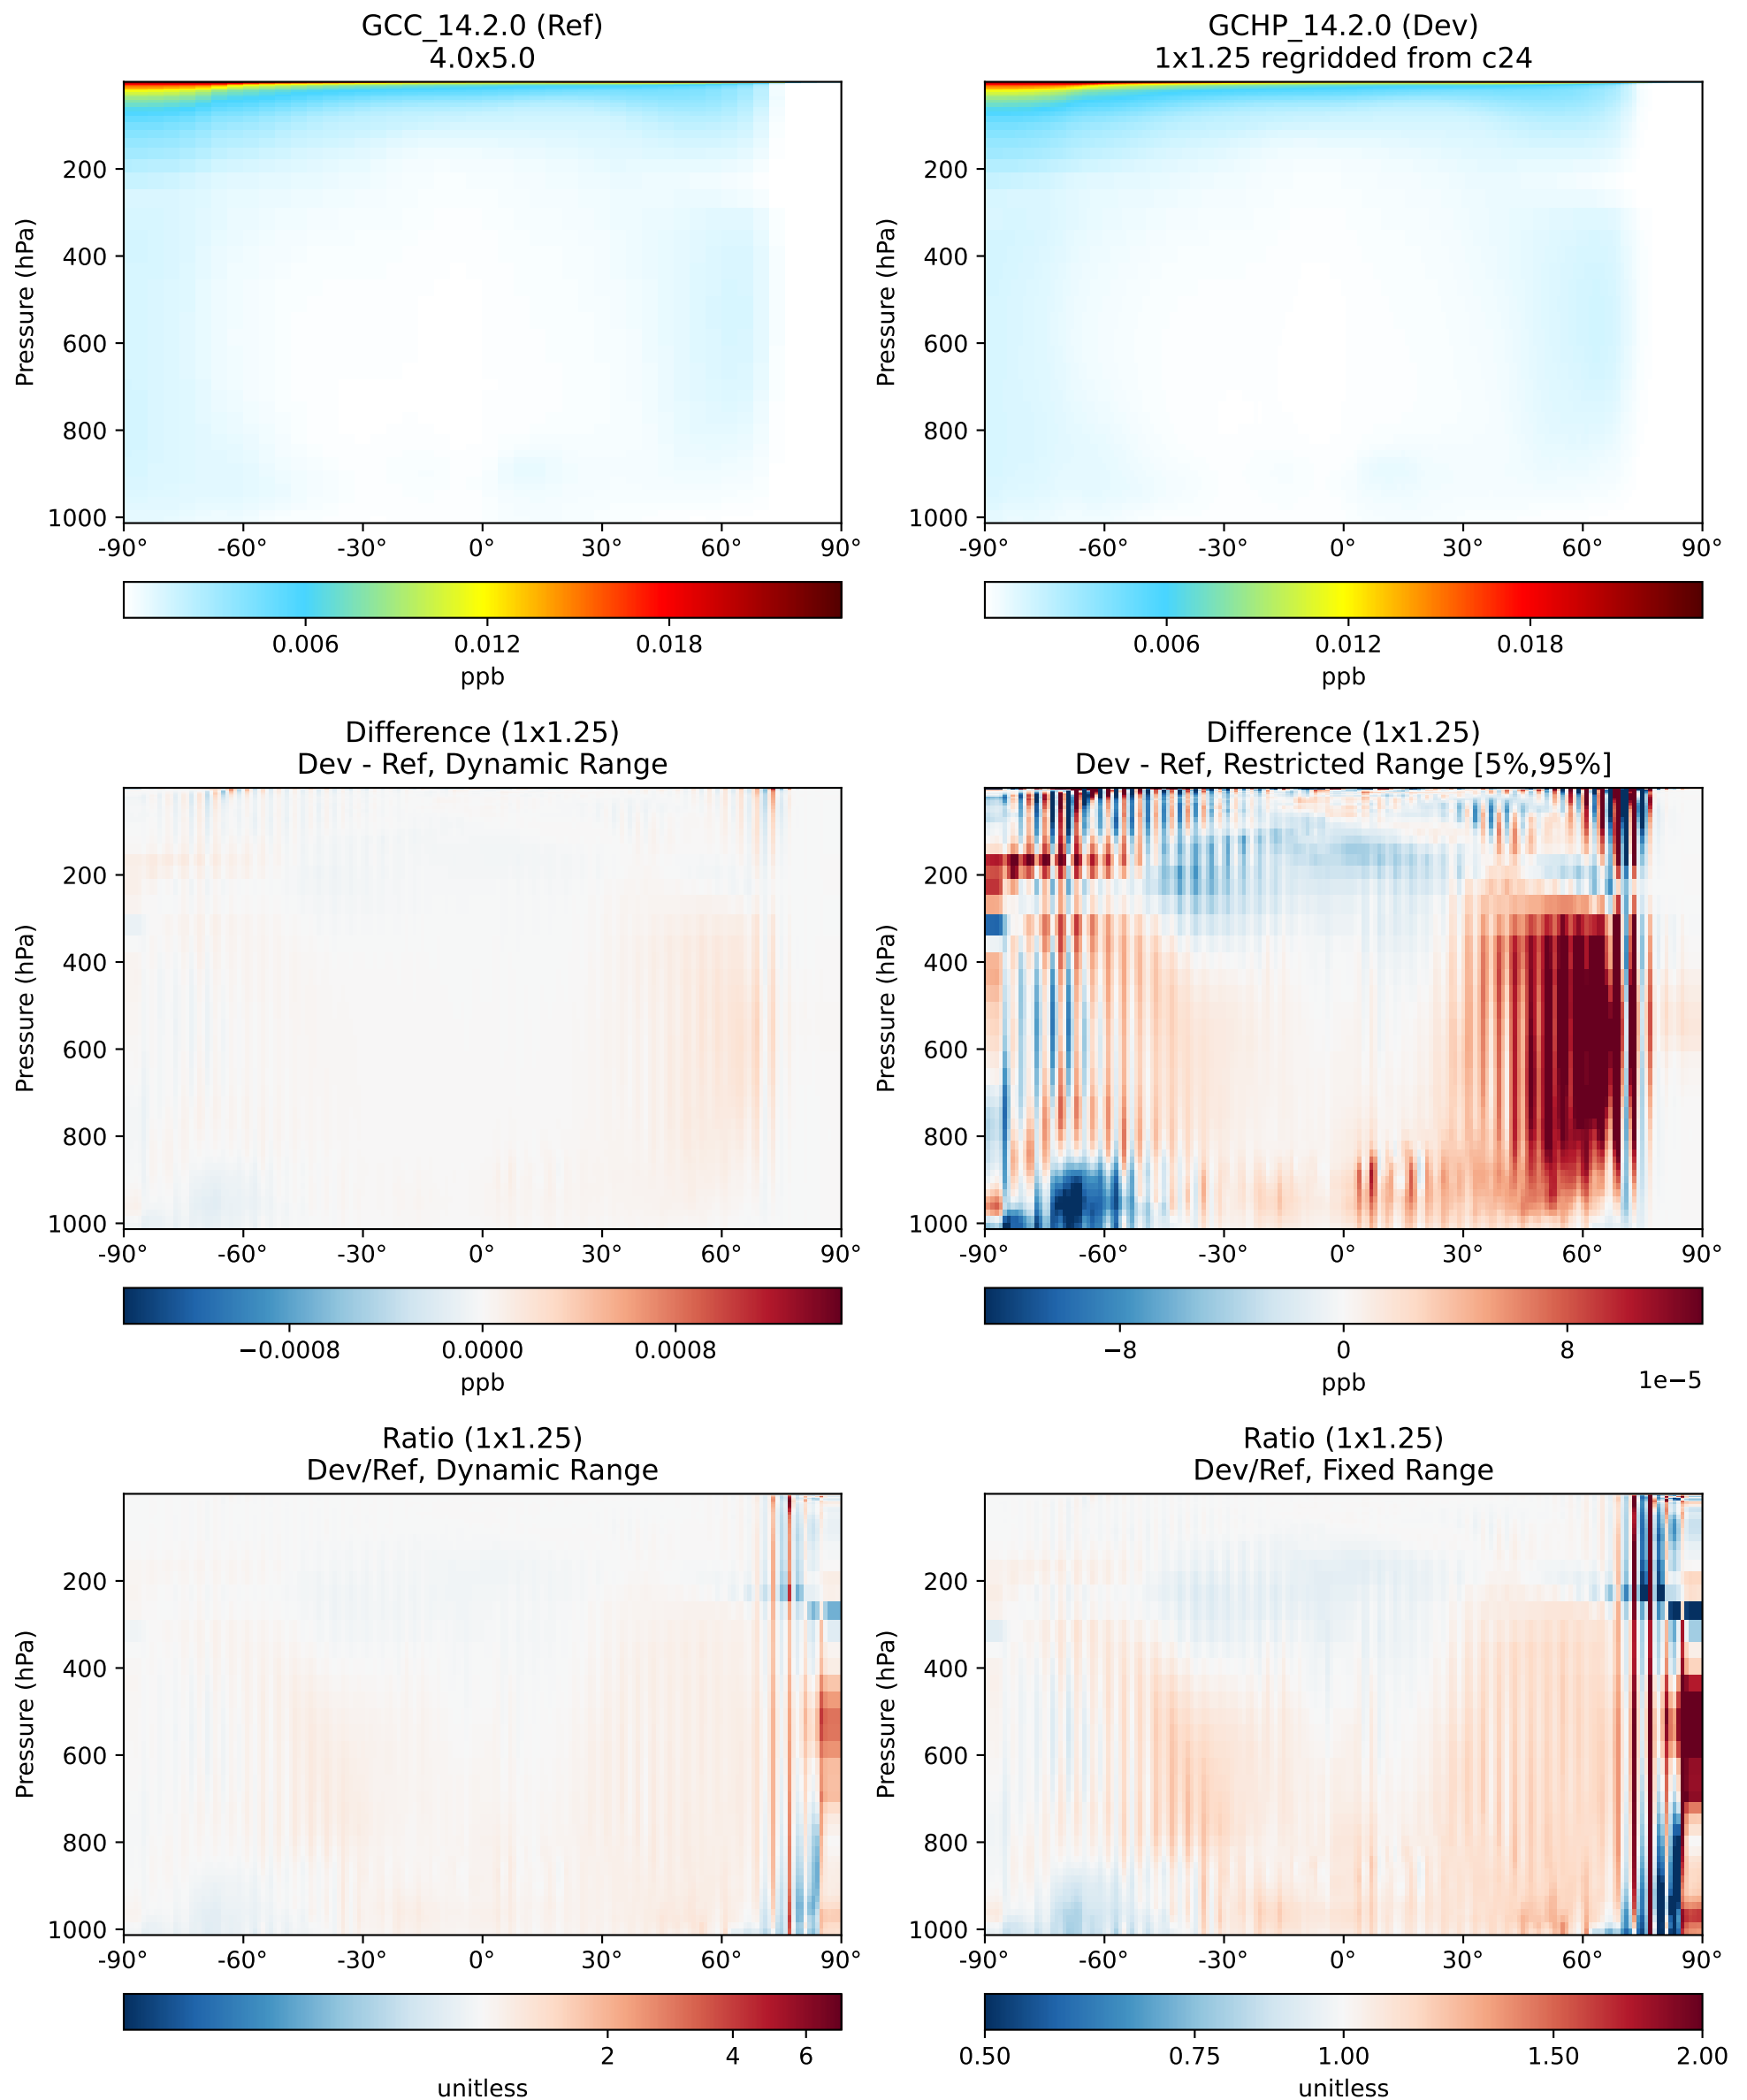 GCC_14.2.0 (Ref)
4.0x5.0
Pressure (hPa)
200
400
600
800
1000
-90° -60° -30° 0° 30° 60° 90°
0.006 0.012 0.018
ppb
GCHP_14.2.0 (Dev)
1x1.25 regridded from c24
Pressure (hPa)
200
400
600
800
1000
-90° -60° -30° 0° 30° 60° 90°
0.006 0.012 0.018
ppb
Difference (1x1.25)
Dev - Ref, Dynamic Range
Pressure (hPa)
200
400
600
800
1000
-90° -60° -30° 0° 30° 60° 90°
−0.0008 0.0000 0.0008
ppb
Difference (1x1.25)
Dev - Ref, Restricted Range [5%,95%]
Pressure (hPa)
200
400
600
800
1000
-90° -60° -30° 0° 30° 60° 90°
−8 0 8
ppb
1e−5
Ratio (1x1.25)
Dev/Ref, Dynamic Range
Pressure (hPa)
200
400
600
800
1000
-90° -60° -30° 0° 30° 60° 90°
2 4 6
unitless
Ratio (1x1.25)
Dev/Ref, Fixed Range
Pressure (hPa)
200
400
600
800
1000
-90° -60° -30° 0° 30° 60° 90°
0.50 0.75 1.00 1.50 2.00
unitless